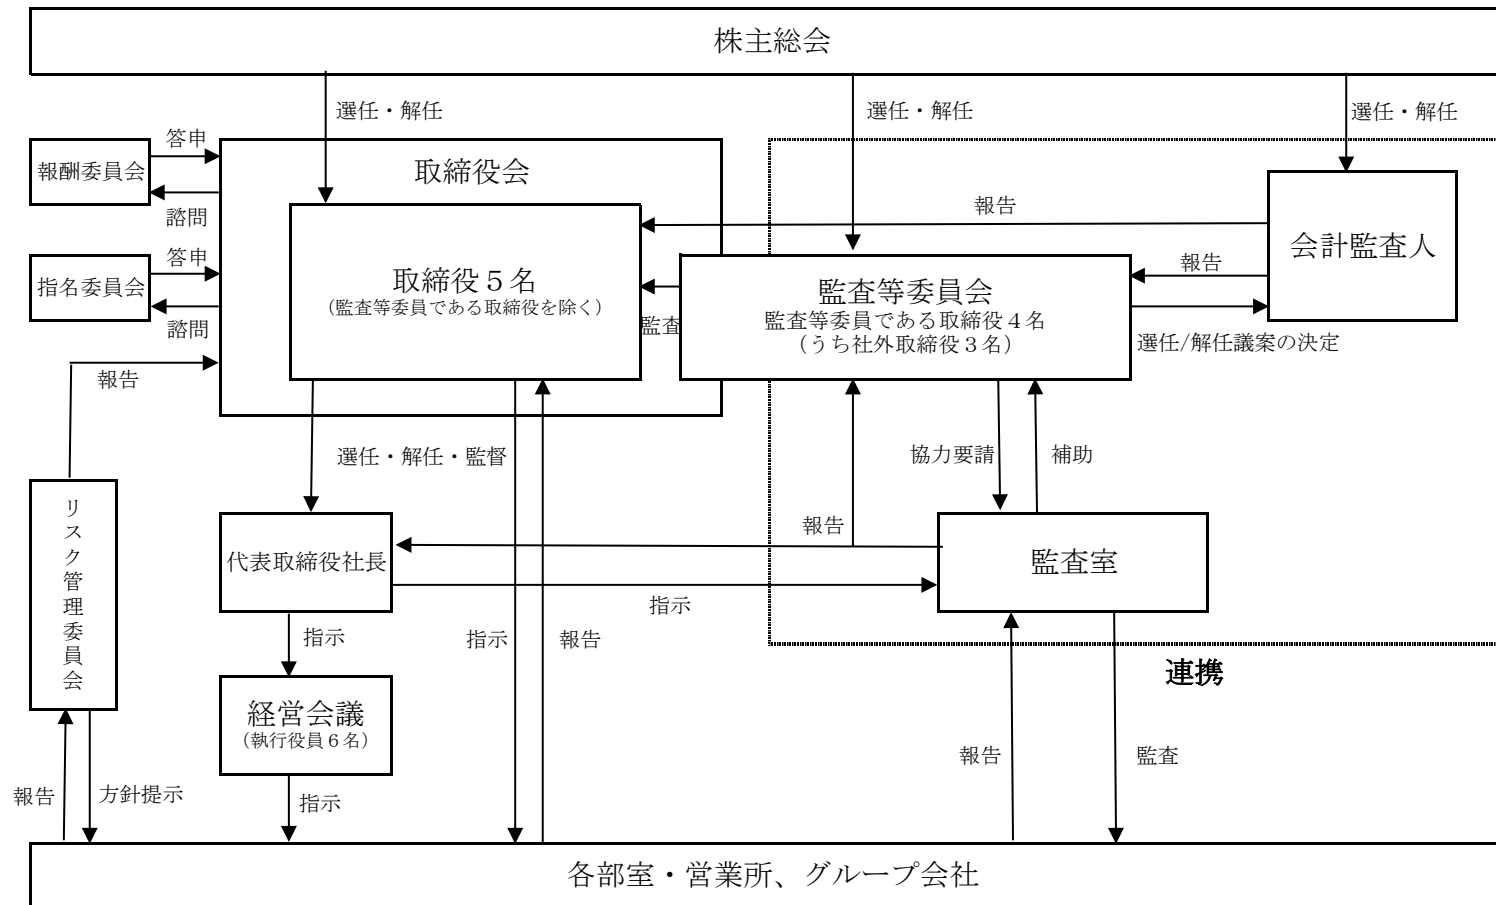 株主総会
選任・解任
選任・解任
選任・解任
答申
報酬委員会
諮問
取締役会
答申
指名委員会
諮問
報告
取締役５名
（監査等委員である取締役を除く）
監査
報告
監査等委員会
監査等委員である取締役４名
（うち社外取締役３名）
報告
会計監査人
選任/解任議案の決定
選任・解任・監督
協力要請
補助
リスク管理委員会
代表取締役社長
報告
監査室
指示
指示
指示
報告
連携
経営会議
（執行役員６名）
報告
方針提示
指示
報告
監査
各部室・営業所、グループ会社